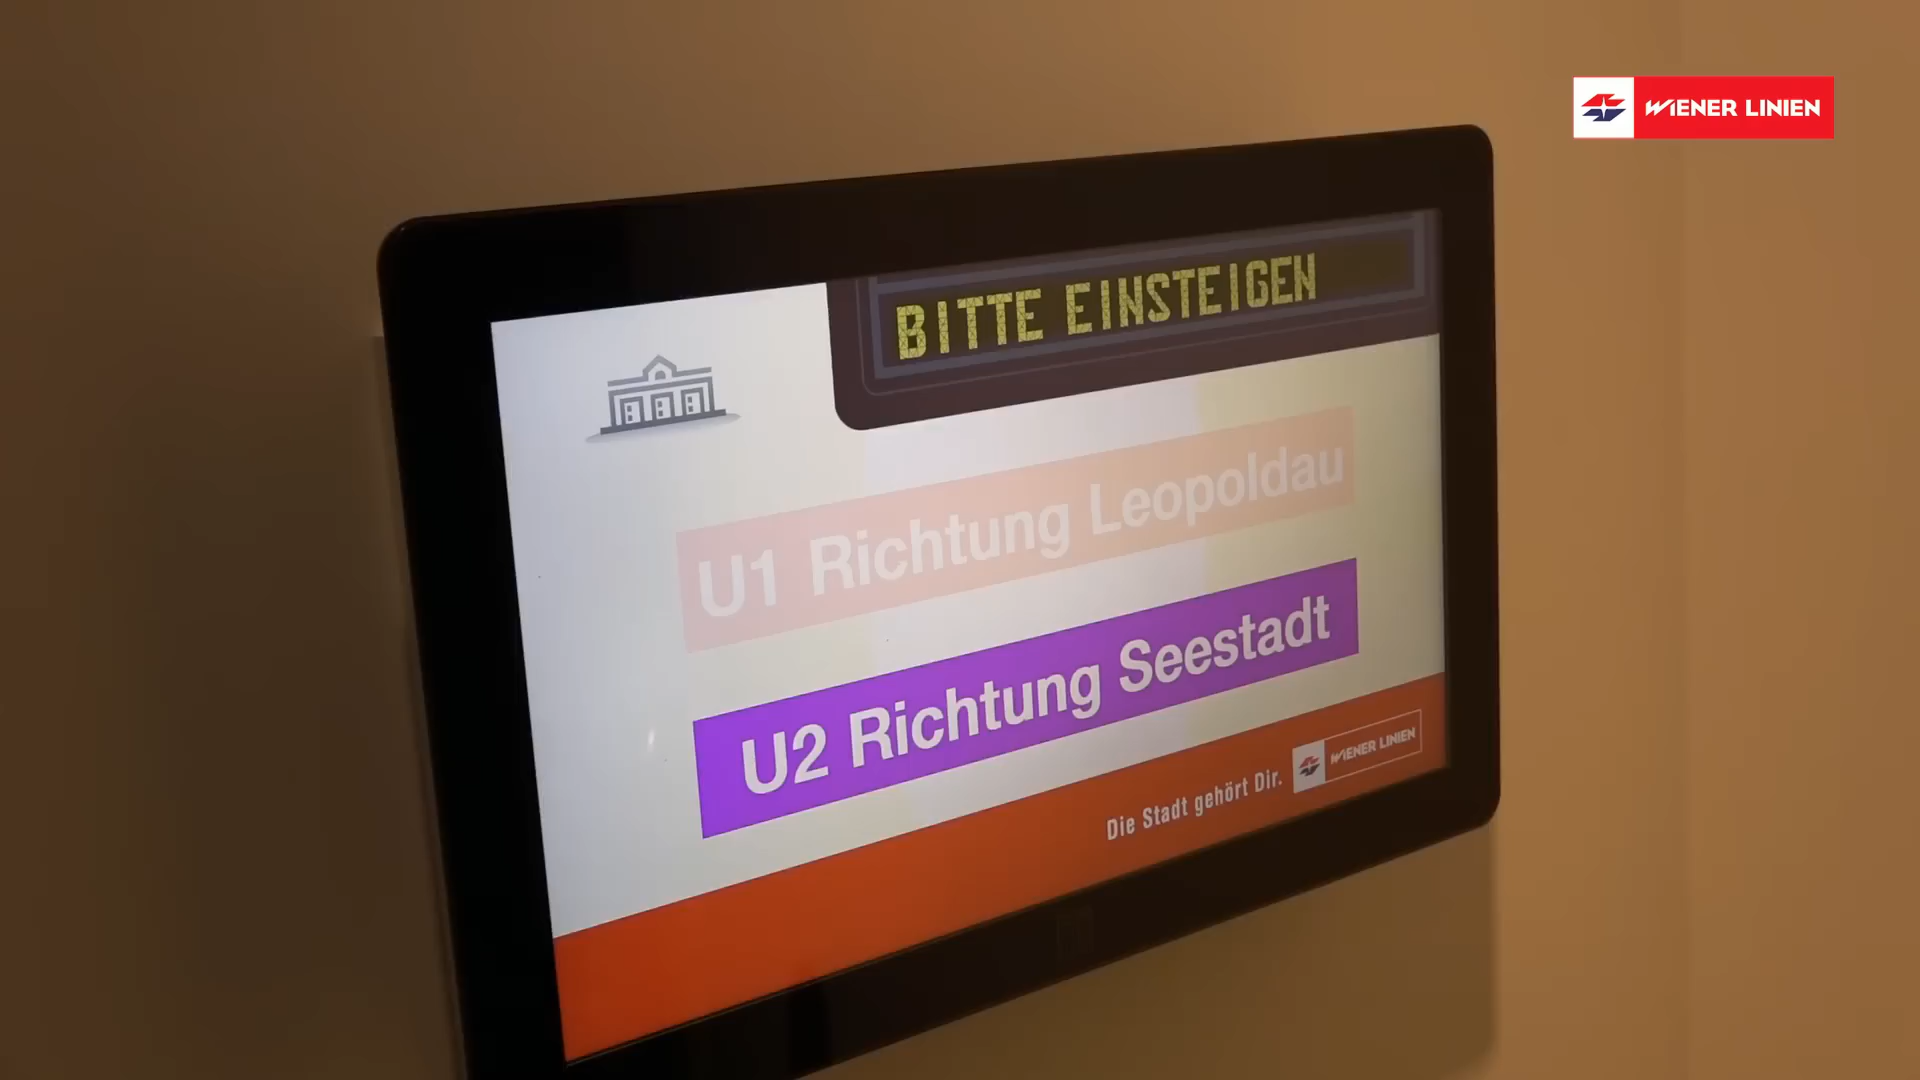 WIENER LINIEN
BITTE EINSTEIGEN
U1 Richtung Leopoldau
U2 Richtung Seestadt
Die Stadt gehört Dir.
WIENER LINIEN